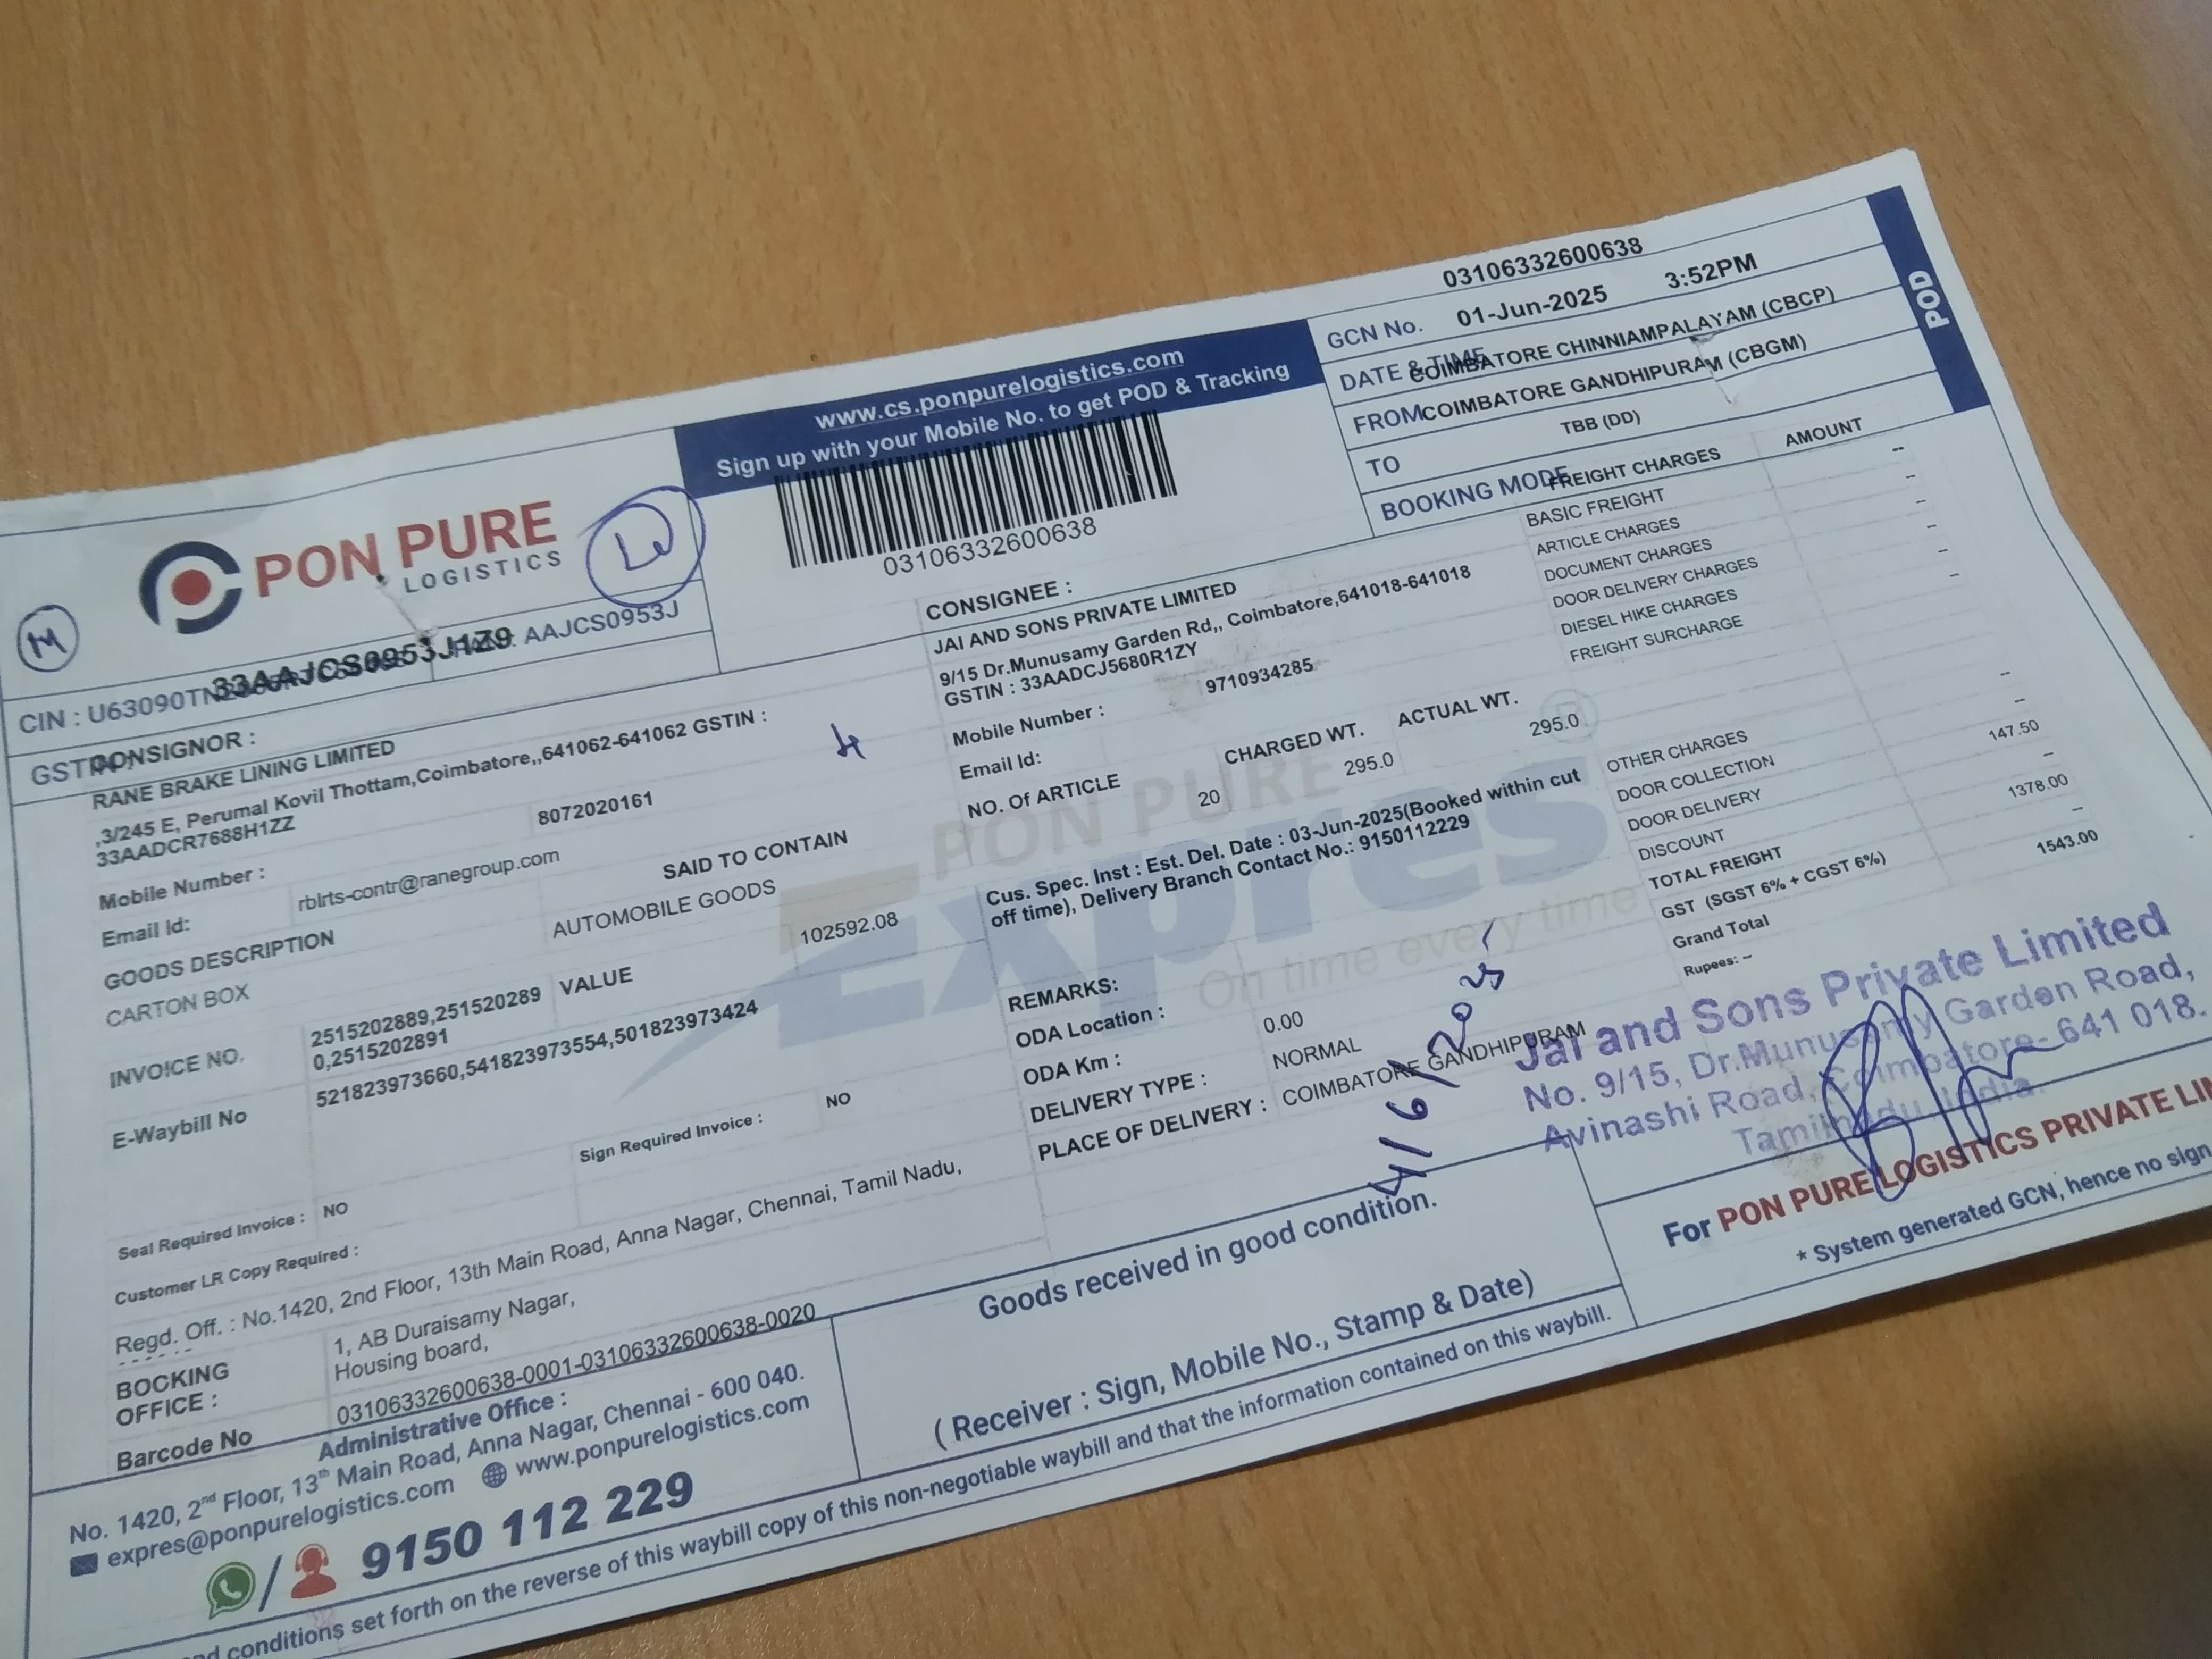 03106332600638
GCN No.
01-Jun-2025 3:52PM
DATE & TIME
COIMBATORE CHINNIAMPALAYAM (CBCP)
FROM
COIMBATORE GANDHIPURAM (CBGM)
TO
TBB (DD)
BOOKING MODE
POD
www.cs.ponpurelogistics.com
Sign up with your Mobile No. to get POD & Tracking
03106332600638
PON PURE
LOGISTICS
M
CIN : U63090TN
AAJCS0953J
33AAJCS0953J1Z9
GSTIN
CONSIGNOR :
RANE BRAKE LINING LIMITED
,3/245 E, Perumal Kovil Thottam,Coimbatore,,641062-641062 GSTIN :
33AADCR7688H1ZZ
Mobile Number : 8072020161
Email Id: rblrts-contr@ranegroup.com
GOODS DESCRIPTION SAID TO CONTAIN
CARTON BOX AUTOMOBILE GOODS
INVOICE NO. 2515202889,251520289
0,2515202891
VALUE 102592.08
E-Waybill No 521823973660,541823973554,501823973424
Sign Required Invoice : NO
Seal Required Invoice : NO
Customer LR Copy Required :
Regd. Off. : No.1420, 2nd Floor, 13th Main Road, Anna Nagar, Chennai, Tamil Nadu,
BOCKING
OFFICE :
1, AB Duraisamy Nagar,
Housing board,
Barcode No 03106332600638-0001-03106332600638-0020
Administrative Office :
No. 1420, 2nd Floor, 13th Main Road, Anna Nagar, Chennai - 600 040.
expres@ponpurelogistics.com www.ponpurelogistics.com
9150 112 229
CONSIGNEE :
JAI AND SONS PRIVATE LIMITED
9/15 Dr.Munusamy Garden Rd,, Coimbatore,641018-641018
GSTIN : 33AADCJ5680R1ZY
Mobile Number : 9710934285
Email Id:
NO. Of ARTICLE CHARGED WT. ACTUAL WT.
20 295.0 295.0
PON PURE
Expres
On time every time
Cus. Spec. Inst : Est. Del. Date : 03-Jun-2025(Booked within cut
off time), Delivery Branch Contact No.: 9150112229
REMARKS:
ODA Location :
ODA Km : 0.00
DELIVERY TYPE : NORMAL
PLACE OF DELIVERY : COIMBATORE GANDHIPURAM
FREIGHT CHARGES AMOUNT
BASIC FREIGHT --
ARTICLE CHARGES --
DOCUMENT CHARGES --
DOOR DELIVERY CHARGES --
DIESEL HIKE CHARGES --
FREIGHT SURCHARGE --
OTHER CHARGES --
DOOR COLLECTION --
DOOR DELIVERY 147.50
DISCOUNT --
TOTAL FREIGHT 1378.00
GST (SGST 6% + CGST 6%) --
Grand Total 1543.00
Rupees: --
4/6/2025
Jai and Sons Private Limited
No. 9/15, Dr.Munusamy Garden Road,
Avinashi Road, Coimbatore- 641 018.
Tamilnadu, India
For PON PURE LOGISTICS PRIVATE LIM
* System generated GCN, hence no sign
Goods received in good condition.
( Receiver : Sign, Mobile No., Stamp & Date)
nd conditions set forth on the reverse of this waybill copy of this non-negotiable waybill and that the information contained on this waybill.